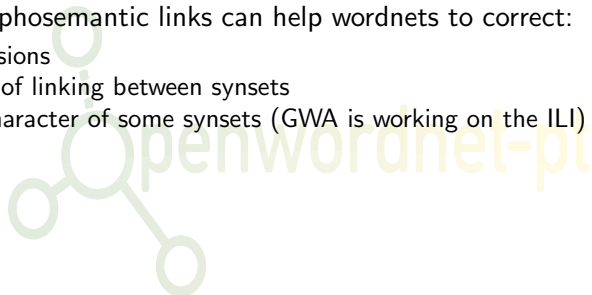 phosemantic links can help wordnets to correct:
sions
of linking between synsets
aracter of some synsets (GWA is working on the ILI)
penwordnet-pt